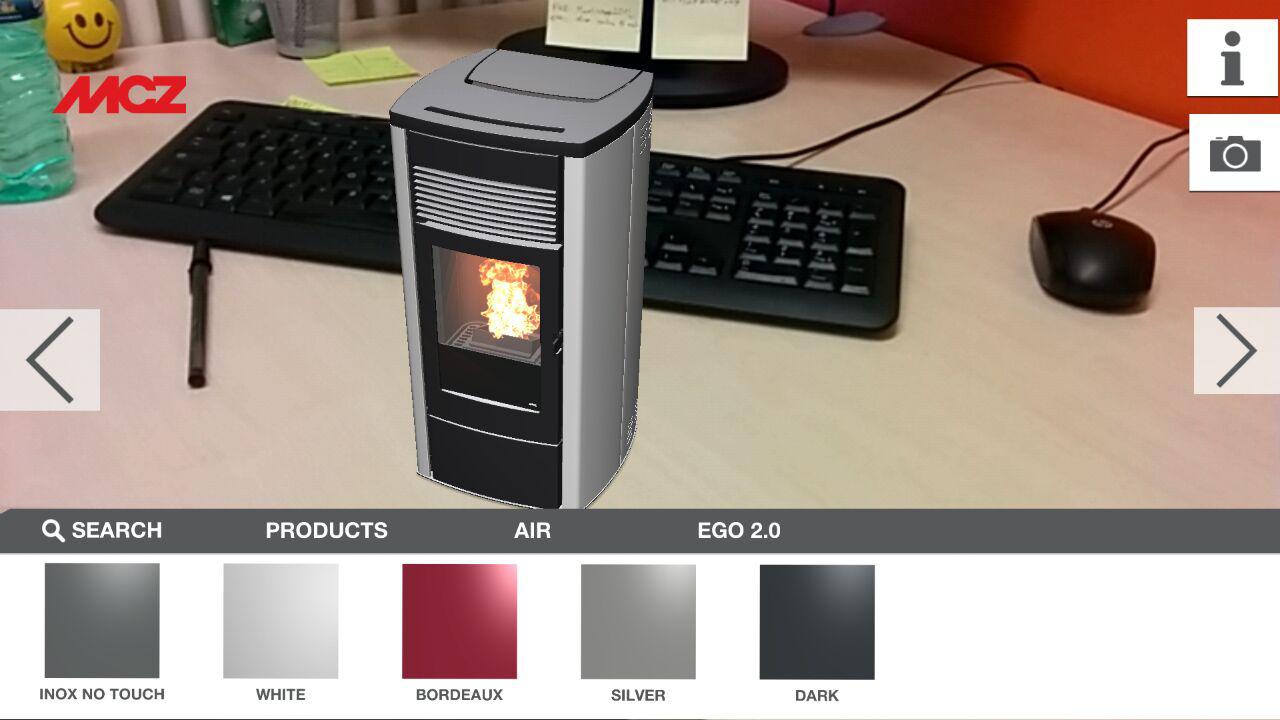 MCZ
SEARCH PRODUCTS AIR EGO 2.0
INOX NO TOUCH WHITE BORDEAUX SILVER DARK